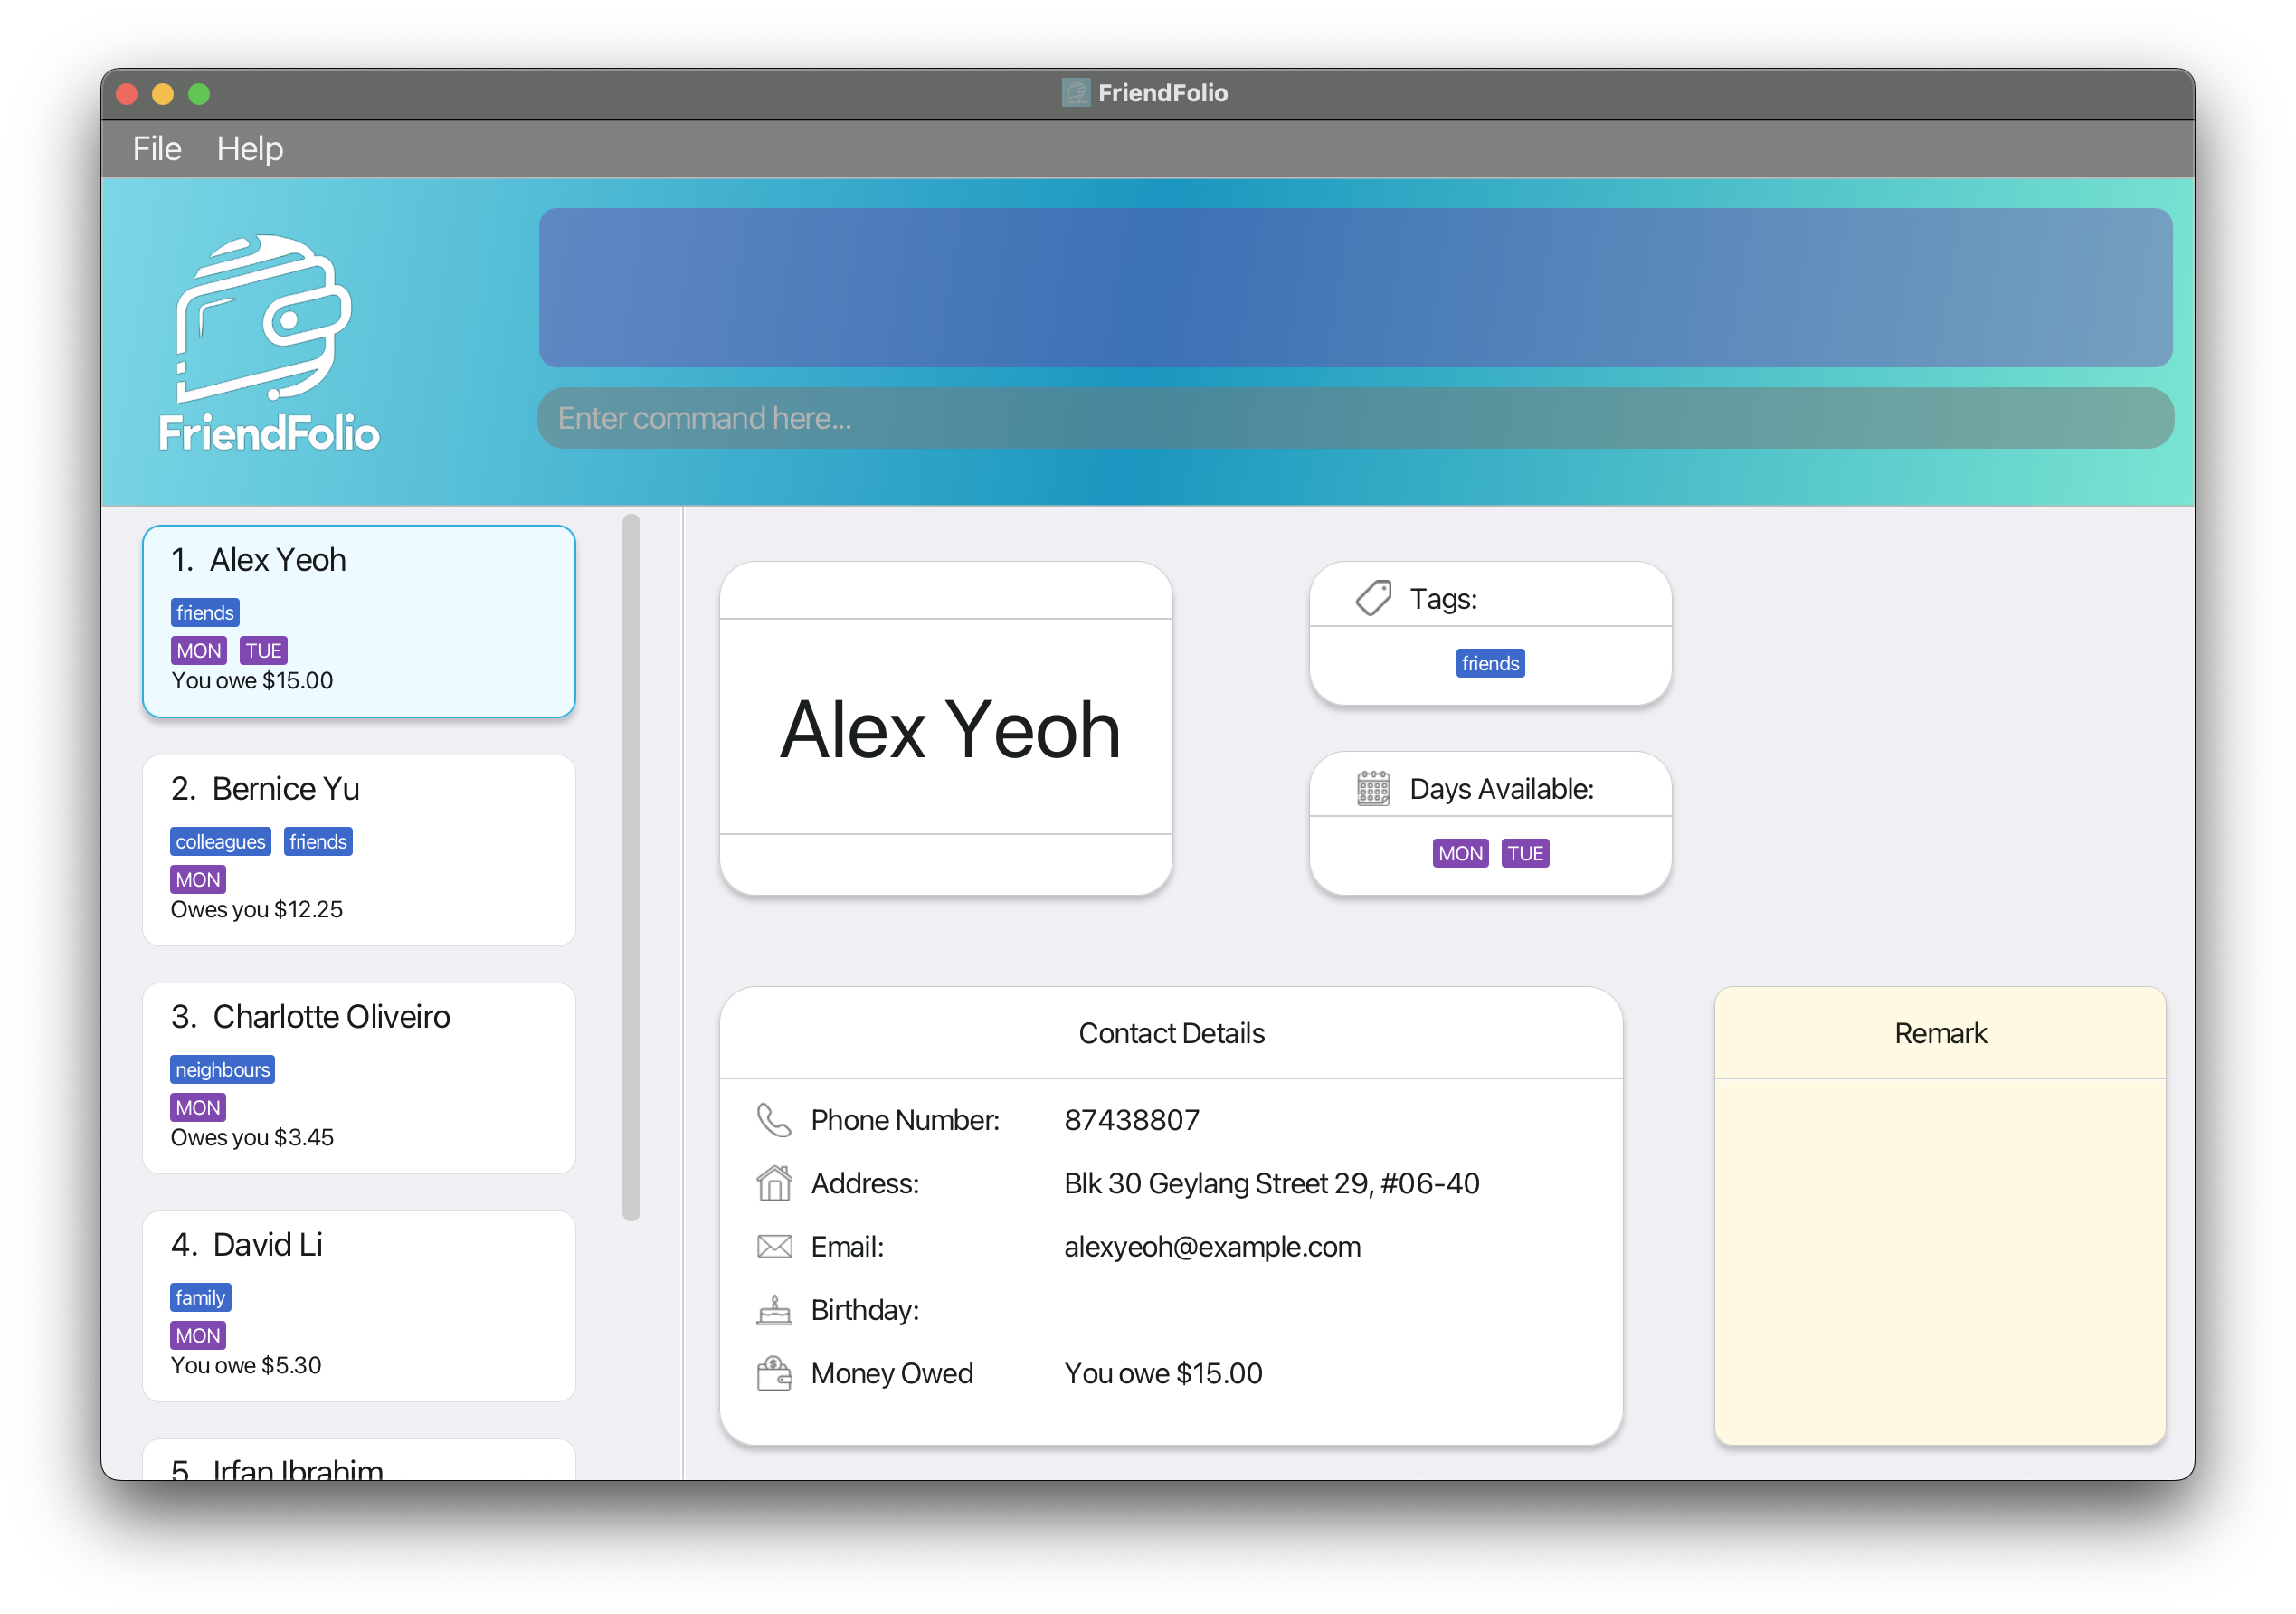 FriendFolio
File Help
FriendFolio
Enter command here...
1. Alex Yeoh
friends
MON TUE
You owe $15.00
2. Bernice Yu
colleagues friends
MON
Owes you $12.25
3. Charlotte Oliveiro
neighbours
MON
Owes you $3.45
4. David Li
family
MON
You owe $5.30
5. Irfan Ibrahim
Alex Yeoh
Tags:
friends
Days Available:
MON TUE
Contact Details
Phone Number: 87438807
Address: Blk 30 Geylang Street 29, #06-40
Email: alexyeoh@example.com
Birthday:
Money Owed You owe $15.00
Remark